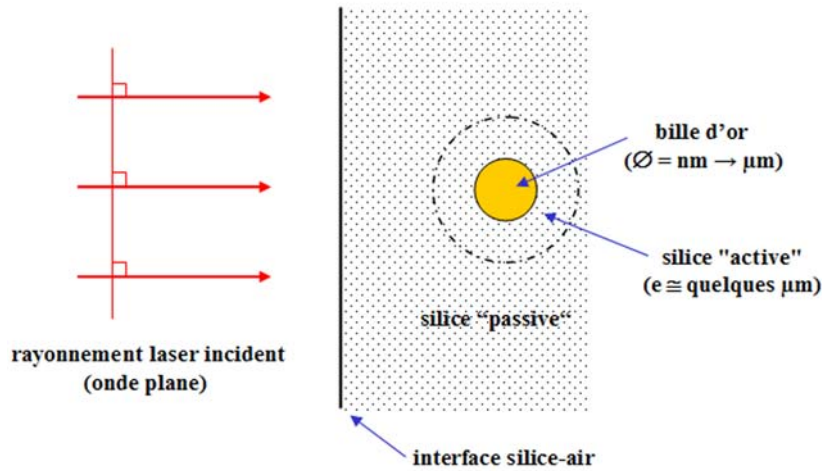 bille d'or
(∅ = nm → μm)
silice "active"
(e ≅ quelques μm)
silice “passive“
rayonnement laser incident
(onde plane)
interface silice-air